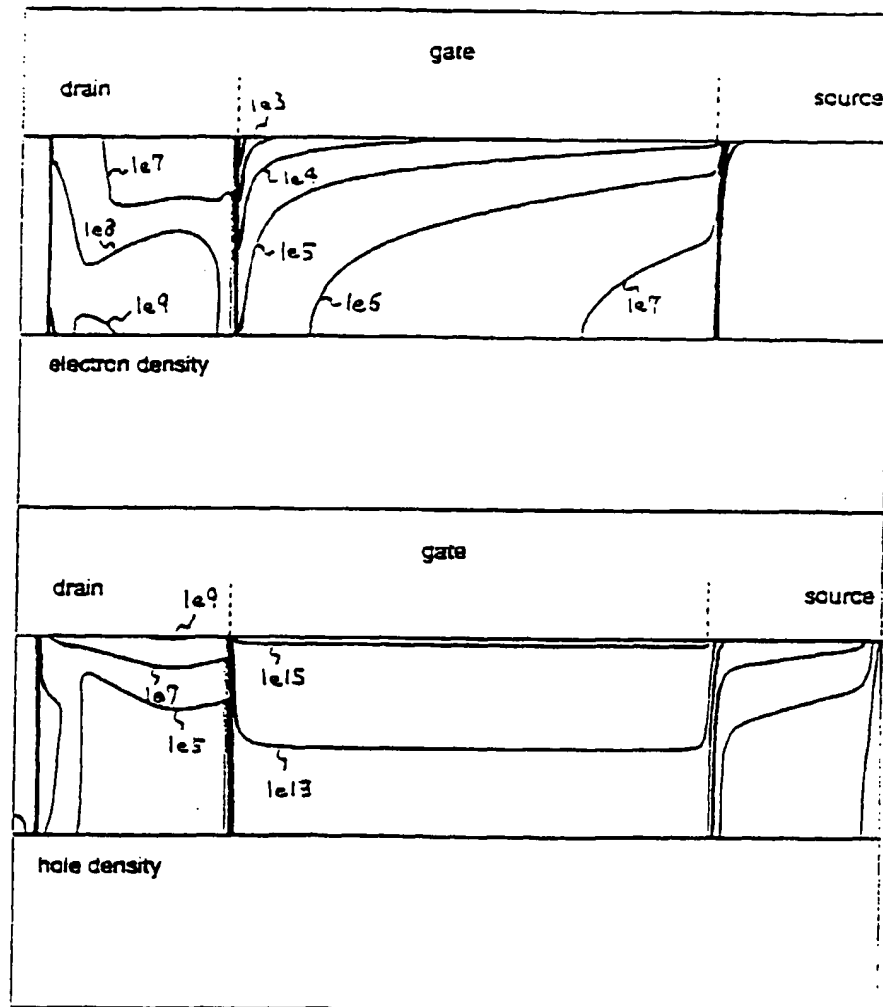 gate
drain
1e3
source
1e7
1e4
1e8
1e5
1e9
1e6
1e7
electron density
gate
drain
1e9
source
1e7
1e15
1e5
1e13
hole density